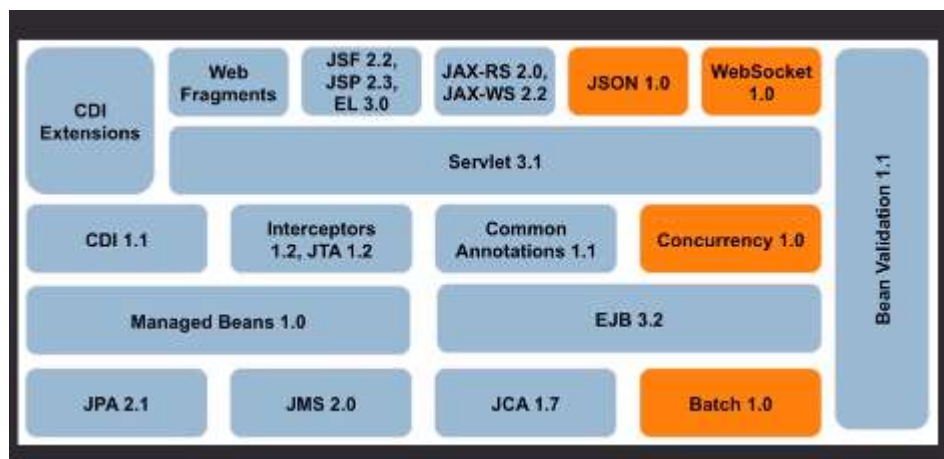 CDI
Extensions
Web
Fragments
JSF 2.2,
JSP 2.3,
EL 3.0
JAX-RS 2.0,
JAX-WS 2.2
JSON 1.0
WebSocket
1.0
Servlet 3.1
Bean Validation 1.1
CDI 1.1
Interceptors
1.2, JTA 1.2
Common
Annotations 1.1
Concurrency 1.0
Managed Beans 1.0
EJB 3.2
JPA 2.1
JMS 2.0
JCA 1.7
Batch 1.0